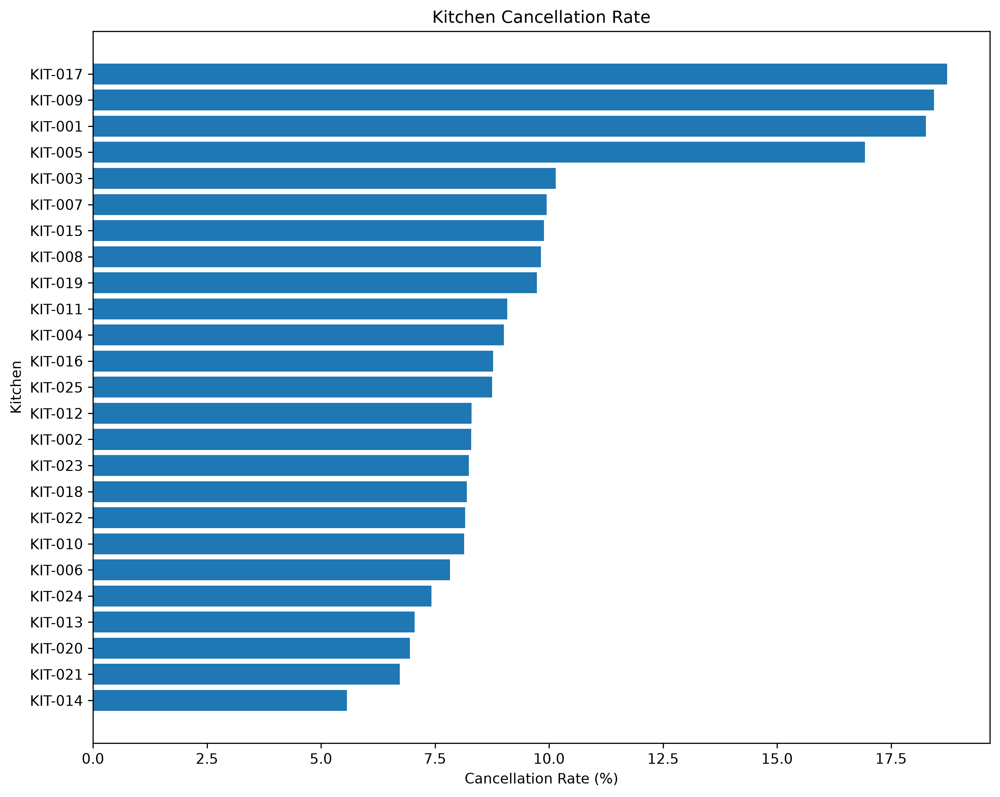 Kitchen Cancellation Rate
Kitchen
KIT-017
KIT-009
KIT-001
KIT-005
KIT-003
KIT-007
KIT-015
KIT-008
KIT-019
KIT-011
KIT-004
KIT-016
KIT-025
KIT-012
KIT-002
KIT-023
KIT-018
KIT-022
KIT-010
KIT-006
KIT-024
KIT-013
KIT-020
KIT-021
KIT-014
0.0 2.5 5.0 7.5 10.0 12.5 15.0 17.5
Cancellation Rate (%)